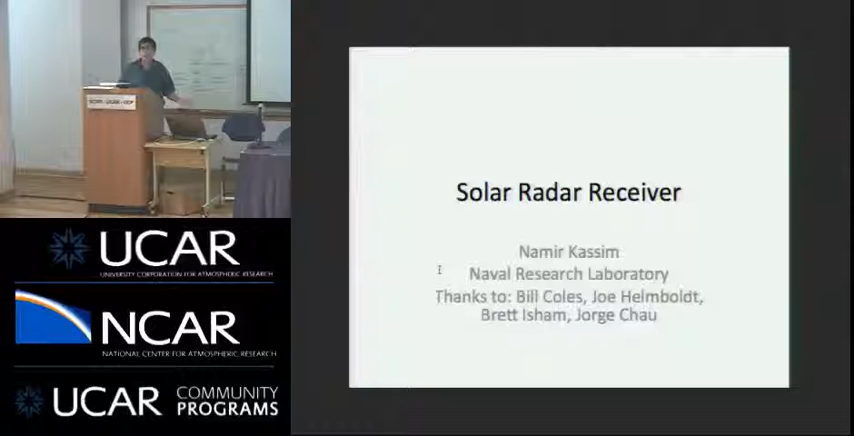 UCAR
UNIVERSITY CORPORATION FOR ATMOSPHERIC RESEARCH
NCAR
NATIONAL CENTER FOR ATMOSPHERIC RESEARCH
UCAR COMMUNITY
PROGRAMS
Solar Radar Receiver
Namir Kassim
Naval Research Laboratory
Thanks to: Bill Coles, Joe Helmboldt,
Brett Isham, Jorge Chau